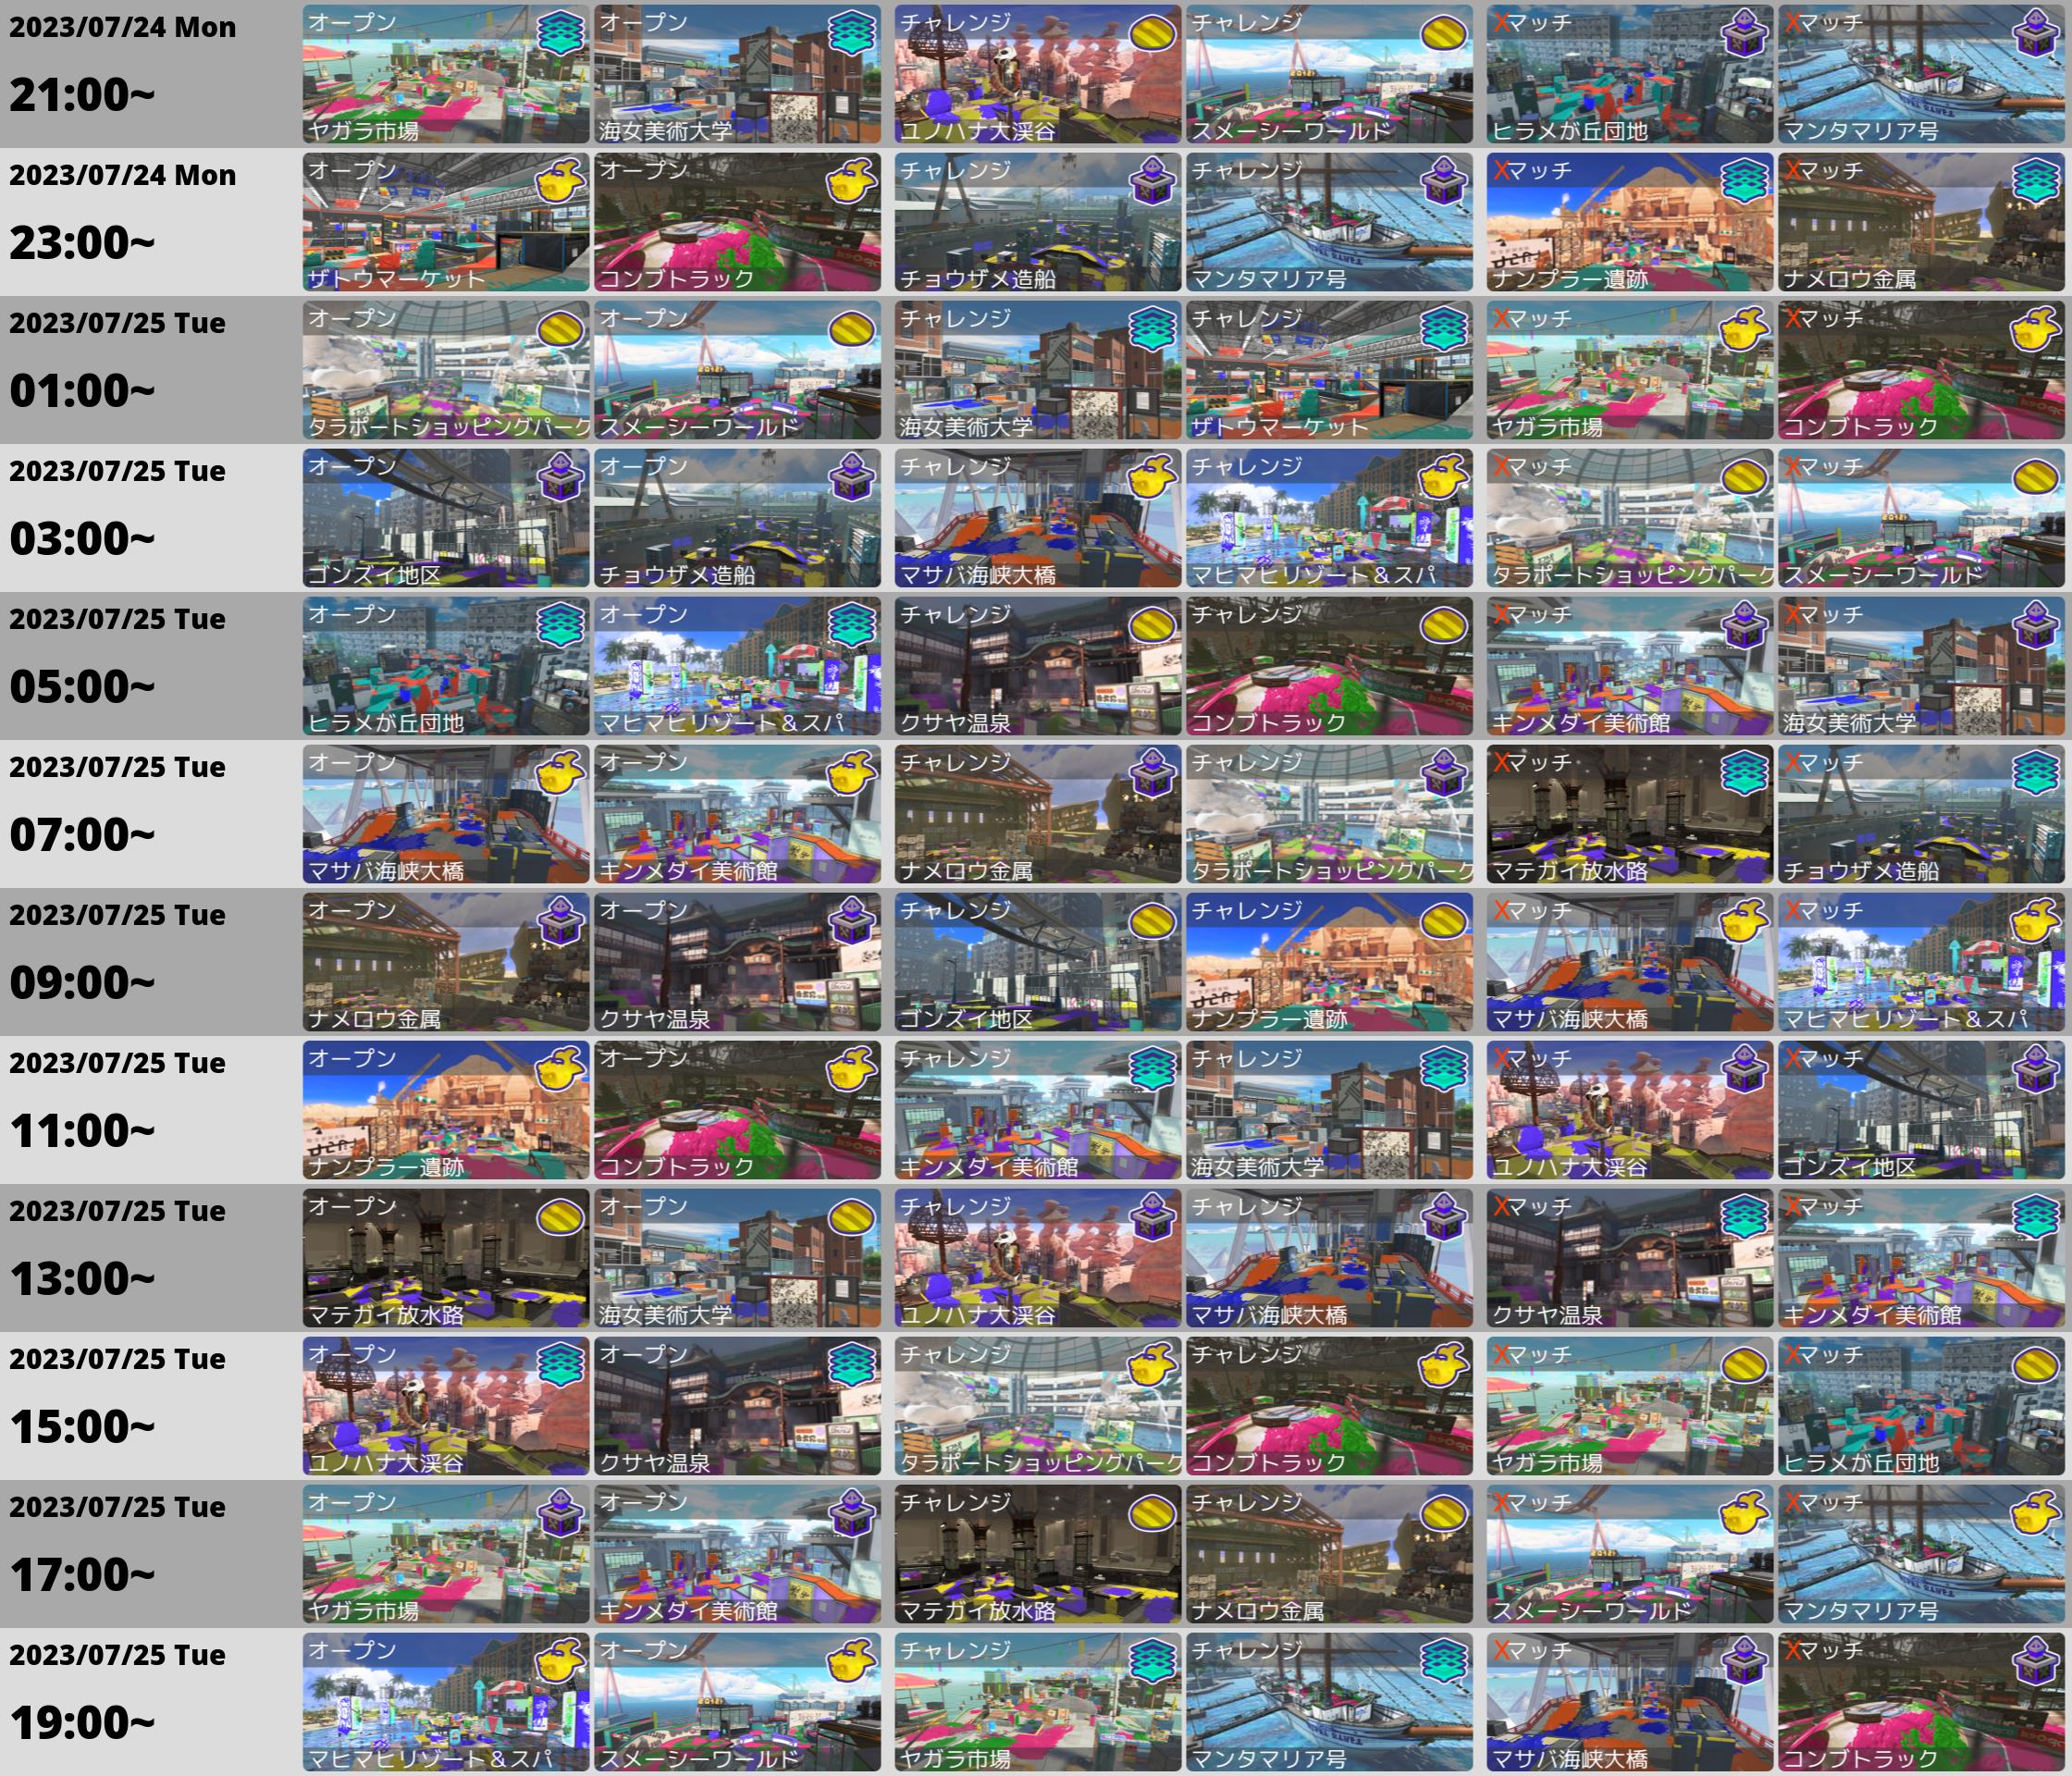 2023/07/24 Mon
21:00~
オープン オープン チャレンジ チャレンジ Xマッチ Xマッチ
ヤガラ市場 海女美術大学 ユノハナ大渓谷 スメーシーワールド ヒラメが丘団地 マンタマリア号
2023/07/24 Mon
23:00~
オープン オープン チャレンジ チャレンジ Xマッチ Xマッチ
ザトウマーケット コンブトラック チョウザメ造船 マンタマリア号 ナンプラー遺跡 ナメロウ金属
2023/07/25 Tue
01:00~
オープン オープン チャレンジ チャレンジ Xマッチ Xマッチ
タラポートショッピングパーク スメーシーワールド 海女美術大学 ザトウマーケット ヤガラ市場 コンブトラック
2023/07/25 Tue
03:00~
オープン オープン チャレンジ チャレンジ Xマッチ Xマッチ
ゴンズイ地区 チョウザメ造船 マサバ海峡大橋 マヒマヒリゾート＆スパ タラポートショッピングパーク スメーシーワールド
2023/07/25 Tue
05:00~
オープン オープン チャレンジ チャレンジ Xマッチ Xマッチ
ヒラメが丘団地 マヒマヒリゾート＆スパ クサヤ温泉 コンブトラック キンメダイ美術館 海女美術大学
2023/07/25 Tue
07:00~
オープン オープン チャレンジ チャレンジ Xマッチ Xマッチ
マサバ海峡大橋 キンメダイ美術館 ナメロウ金属 タラポートショッピングパーク マテガイ放水路 チョウザメ造船
2023/07/25 Tue
09:00~
オープン オープン チャレンジ チャレンジ Xマッチ Xマッチ
ナメロウ金属 クサヤ温泉 ゴンズイ地区 ナンプラー遺跡 マサバ海峡大橋 マヒマヒリゾート＆スパ
2023/07/25 Tue
11:00~
オープン オープン チャレンジ チャレンジ Xマッチ Xマッチ
ナンプラー遺跡 コンブトラック キンメダイ美術館 海女美術大学 ユノハナ大渓谷 ゴンズイ地区
2023/07/25 Tue
13:00~
オープン オープン チャレンジ チャレンジ Xマッチ Xマッチ
マテガイ放水路 海女美術大学 ユノハナ大渓谷 マサバ海峡大橋 クサヤ温泉 キンメダイ美術館
2023/07/25 Tue
15:00~
オープン オープン チャレンジ チャレンジ Xマッチ Xマッチ
ユノハナ大渓谷 クサヤ温泉 タラポートショッピングパーク コンブトラック ヤガラ市場 ヒラメが丘団地
2023/07/25 Tue
17:00~
オープン オープン チャレンジ チャレンジ Xマッチ Xマッチ
ヤガラ市場 キンメダイ美術館 マテガイ放水路 ナメロウ金属 スメーシーワールド マンタマリア号
2023/07/25 Tue
19:00~
オープン オープン チャレンジ チャレンジ Xマッチ Xマッチ
マヒマヒリゾート＆スパ スメーシーワールド ヤガラ市場 マンタマリア号 マサバ海峡大橋 コンブトラック